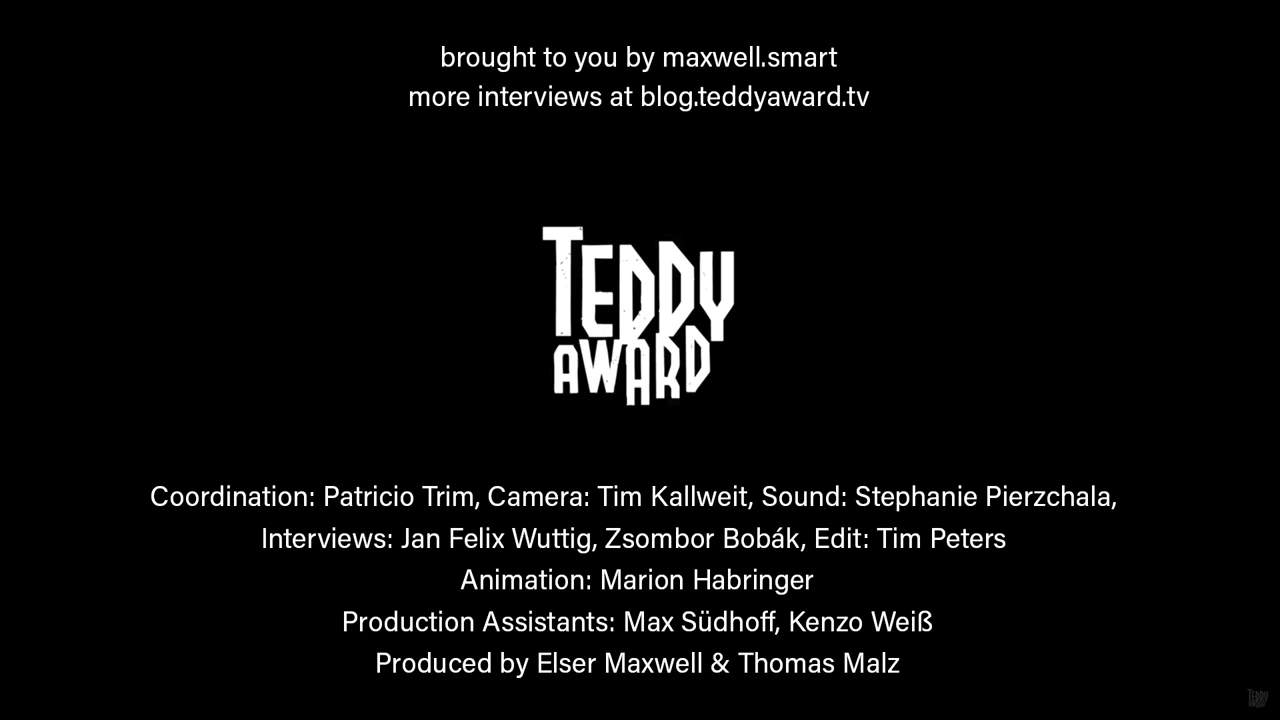 brought to you by maxwell.smart
more interviews at blog.teddyaward.tv
TEDDY
AWARD
Coordination: Patricio Trim, Camera: Tim Kallweit, Sound: Stephanie Pierzchala,
Interviews: Jan Felix Wuttig, Zsombor Bobák, Edit: Tim Peters
Animation: Marion Habringer
Production Assistants: Max Südhoff, Kenzo Weiß
Produced by Elser Maxwell & Thomas Malz
TEDDY
AWARD